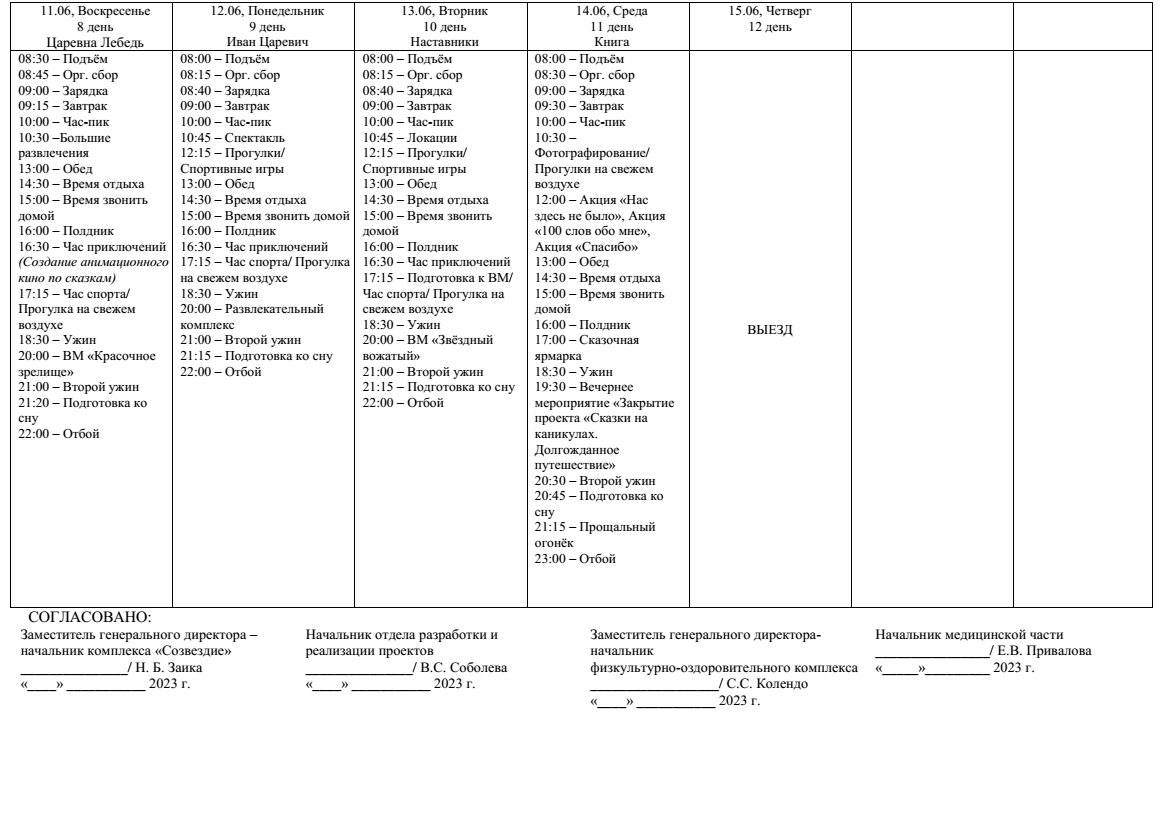 11.06, Воскресенье
8 день
Царевна Лебедь
08:30 – Подъём
08:45 – Орг. сбор
09:00 – Зарядка
09:15 – Завтрак
10:00 – Час-пик
10:30 –Большие
развлечения
13:00 – Обед
14:30 – Время отдыха
15:00 – Время звонить
домой
16:00 – Полдник
16:30 – Час приключений
(Создание анимационного
кино по сказкам)
17:15 – Час спорта/
Прогулка на свежем
воздухе
18:30 – Ужин
20:00 – ВМ «Красочное
зрелище»
21:00 – Второй ужин
21:20 – Подготовка ко
сну
22:00 – Отбой
12.06, Понедельник
9 день
Иван Царевич
08:00 – Подъём
08:15 – Орг. сбор
08:40 – Зарядка
09:00 – Завтрак
10:00 – Час-пик
10:45 – Спектакль
12:15 – Прогулки/
Спортивные игры
13:00 – Обед
14:30 – Время отдыха
15:00 – Время звонить домой
16:00 – Полдник
16:30 – Час приключений
17:15 – Час спорта/ Прогулка
на свежем воздухе
18:30 – Ужин
20:00 – Развлекательный
комплекс
21:00 – Второй ужин
21:15 – Подготовка ко сну
22:00 – Отбой
13.06, Вторник
10 день
Наставники
08:00 – Подъём
08:15 – Орг. сбор
08:40 – Зарядка
09:00 – Завтрак
10:00 – Час-пик
10:45 – Локации
12:15 – Прогулки/
Спортивные игры
13:00 – Обед
14:30 – Время отдыха
15:00 – Время звонить
домой
16:00 – Полдник
16:30 – Час приключений
17:15 – Подготовка к ВМ/
Час спорта/ Прогулка на
свежем воздухе
18:30 – Ужин
20:00 – ВМ «Звёздный
вожатый»
21:00 – Второй ужин
21:15 – Подготовка ко сну
22:00 – Отбой
14.06, Среда
11 день
Книга
08:00 – Подъём
08:30 – Орг. сбор
09:00 – Зарядка
09:30 – Завтрак
10:00 – Час-пик
10:30 –
Фотографирование/
Прогулки на свежем
воздухе
12:00 – Акция «Нас
здесь не было», Акция
«100 слов обо мне»,
Акция «Спасибо»
13:00 – Обед
14:30 – Время отдыха
15:00 – Время звонить
домой
16:00 – Полдник
17:00 – Сказочная
ярмарка
18:30 – Ужин
19:30 – Вечернее
мероприятие «Закрытие
проекта «Сказки на
каникулах.
Долгожданное
путешествие»
20:30 – Второй ужин
20:45 – Подготовка ко
сну
21:15 – Прощальный
огонёк
23:00 – Отбой
15.06, Четверг
12 день
ВЫЕЗД
СОГЛАСОВАНО:
Заместитель генерального директора –
начальник комплекса «Созвездие»
_______________/ Н. Б. Заика
«____» ___________ 2023 г.
Начальник отдела разработки и
реализации проектов
_______________/ В.С. Соболева
«____» ___________ 2023 г.
Заместитель генерального директора-
начальник
физкультурно-оздоровительного комплекса
__________________/ С.С. Колендо
«____» ___________ 2023 г.
Начальник медицинской части
________________/ Е.В. Привалова
«_____»_________ 2023 г.